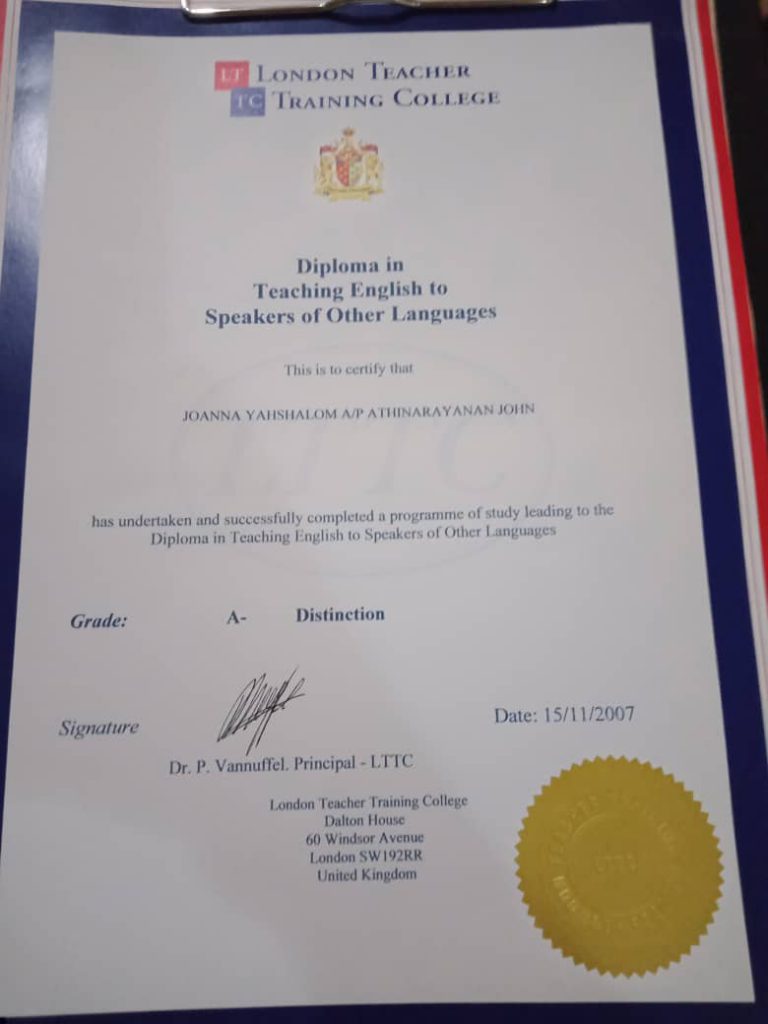 LT LONDON TEACHER
TC TRAINING COLLEGE
Diploma in
Teaching English to
Speakers of Other Languages
This is to certify that
JOANNA YAHSHALOM A/P ATHINARAYANAN JOHN
LTTC
has undertaken and successfully completed a programme of study leading to the
Diploma in Teaching English to Speakers of Other Languages
Grade: A- Distinction
Signature
Date: 15/11/2007
Dr. P. Vannuffel. Principal - LTTC
London Teacher Training College
Dalton House
60 Windsor Avenue
London SW192RR
United Kingdom